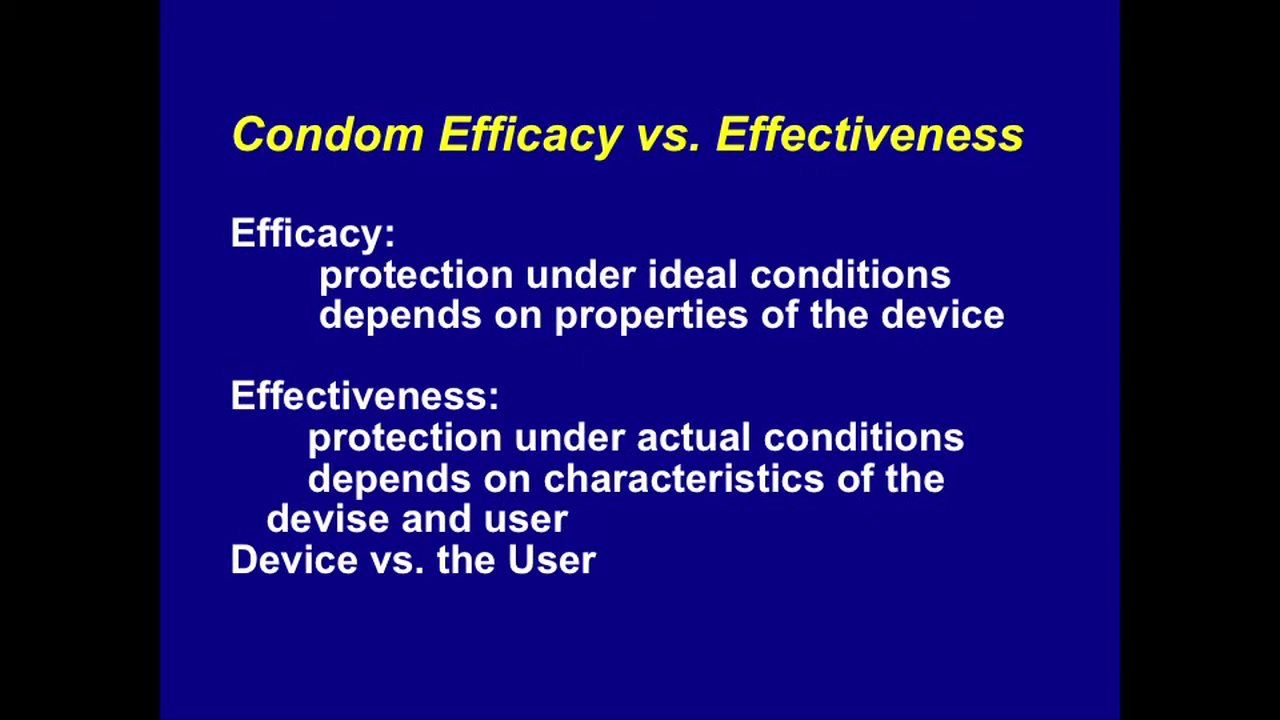 Condom Efficacy vs. Effectiveness
Efficacy:
protection under ideal conditions
depends on properties of the device
Effectiveness:
protection under actual conditions
depends on characteristics of the
devise and user
Device vs. the User